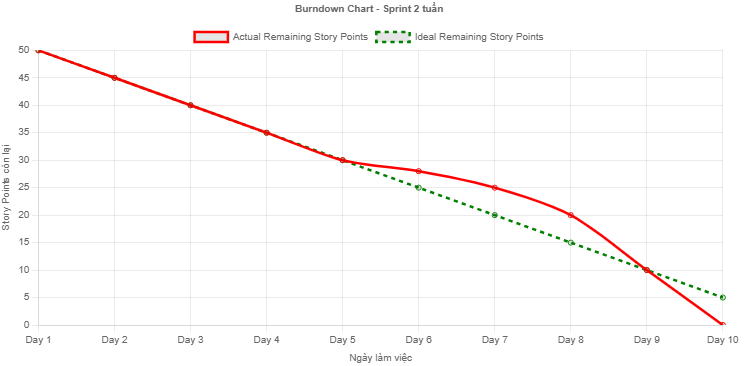 Burndown Chart - Sprint 2 tuần
Actual Remaining Story Points
Ideal Remaining Story Points
Story Points còn lại
50
45
40
35
30
25
20
15
10
5
0
Day 1
Day 2
Day 3
Day 4
Day 5
Day 6
Day 7
Day 8
Day 9
Day 10
Ngày làm việc